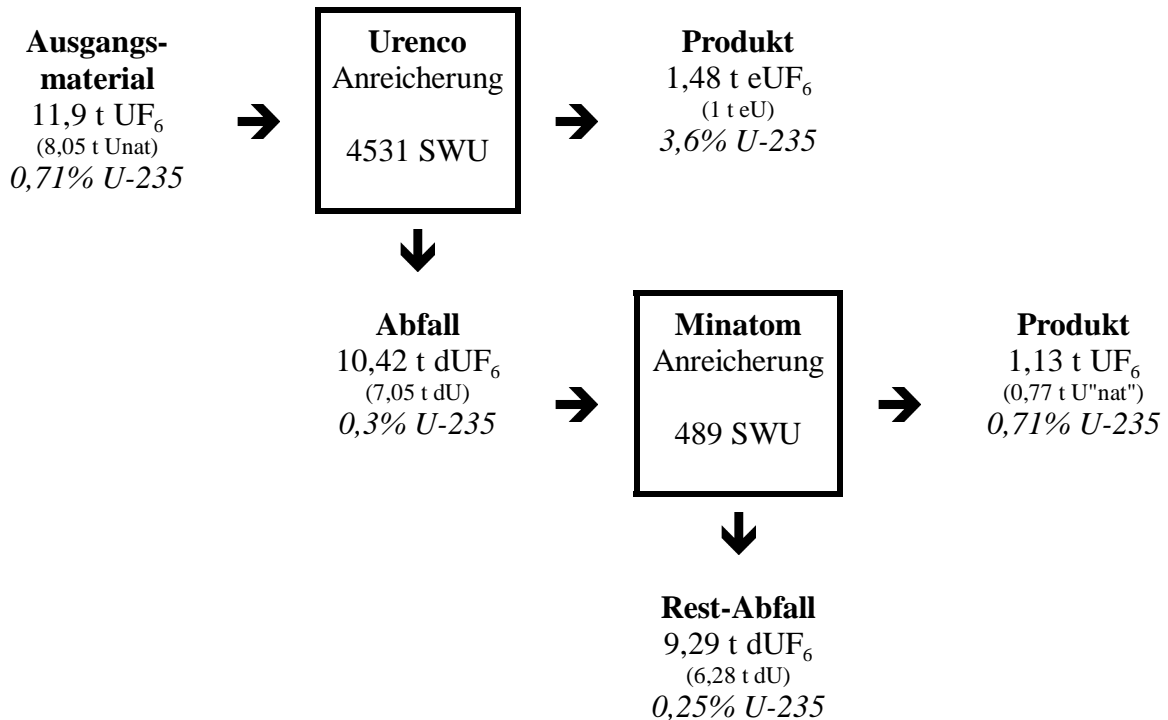 Ausgangs-
material
11,9 t UF₆
(8,05 t Unat)
0,71% U-235
Urenco
Anreicherung
4531 SWU
Produkt
1,48 t eUF₆
(1 t eU)
3,6% U-235
Abfall
10,42 t dUF₆
(7,05 t dU)
0,3% U-235
Minatom
Anreicherung
489 SWU
Produkt
1,13 t UF₆
(0,77 t U"nat")
0,71% U-235
Rest-Abfall
9,29 t dUF₆
(6,28 t dU)
0,25% U-235